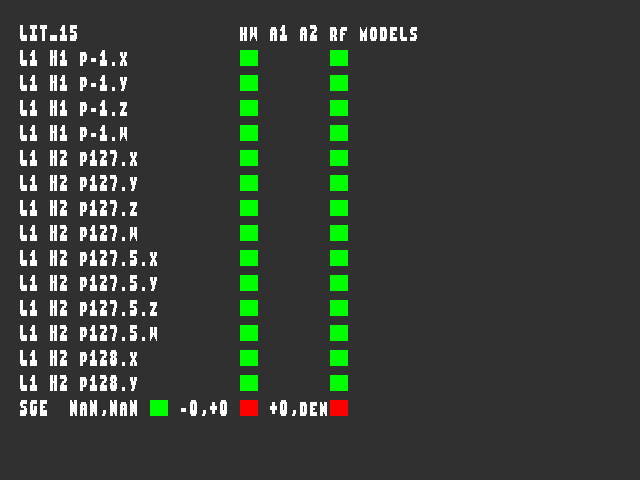 LIT_15 HW A1 A2 RF MODELS
L1 H1 p-1.x
L1 H1 p-1.y
L1 H1 p-1.z
L1 H1 p-1.w
L1 H2 p127.x
L1 H2 p127.y
L1 H2 p127.z
L1 H2 p127.w
L1 H2 p127.5.x
L1 H2 p127.5.y
L1 H2 p127.5.z
L1 H2 p127.5.w
L1 H2 p128.x
L1 H2 p128.y
SGE NaN,NaN -0,+0 +0,DEN